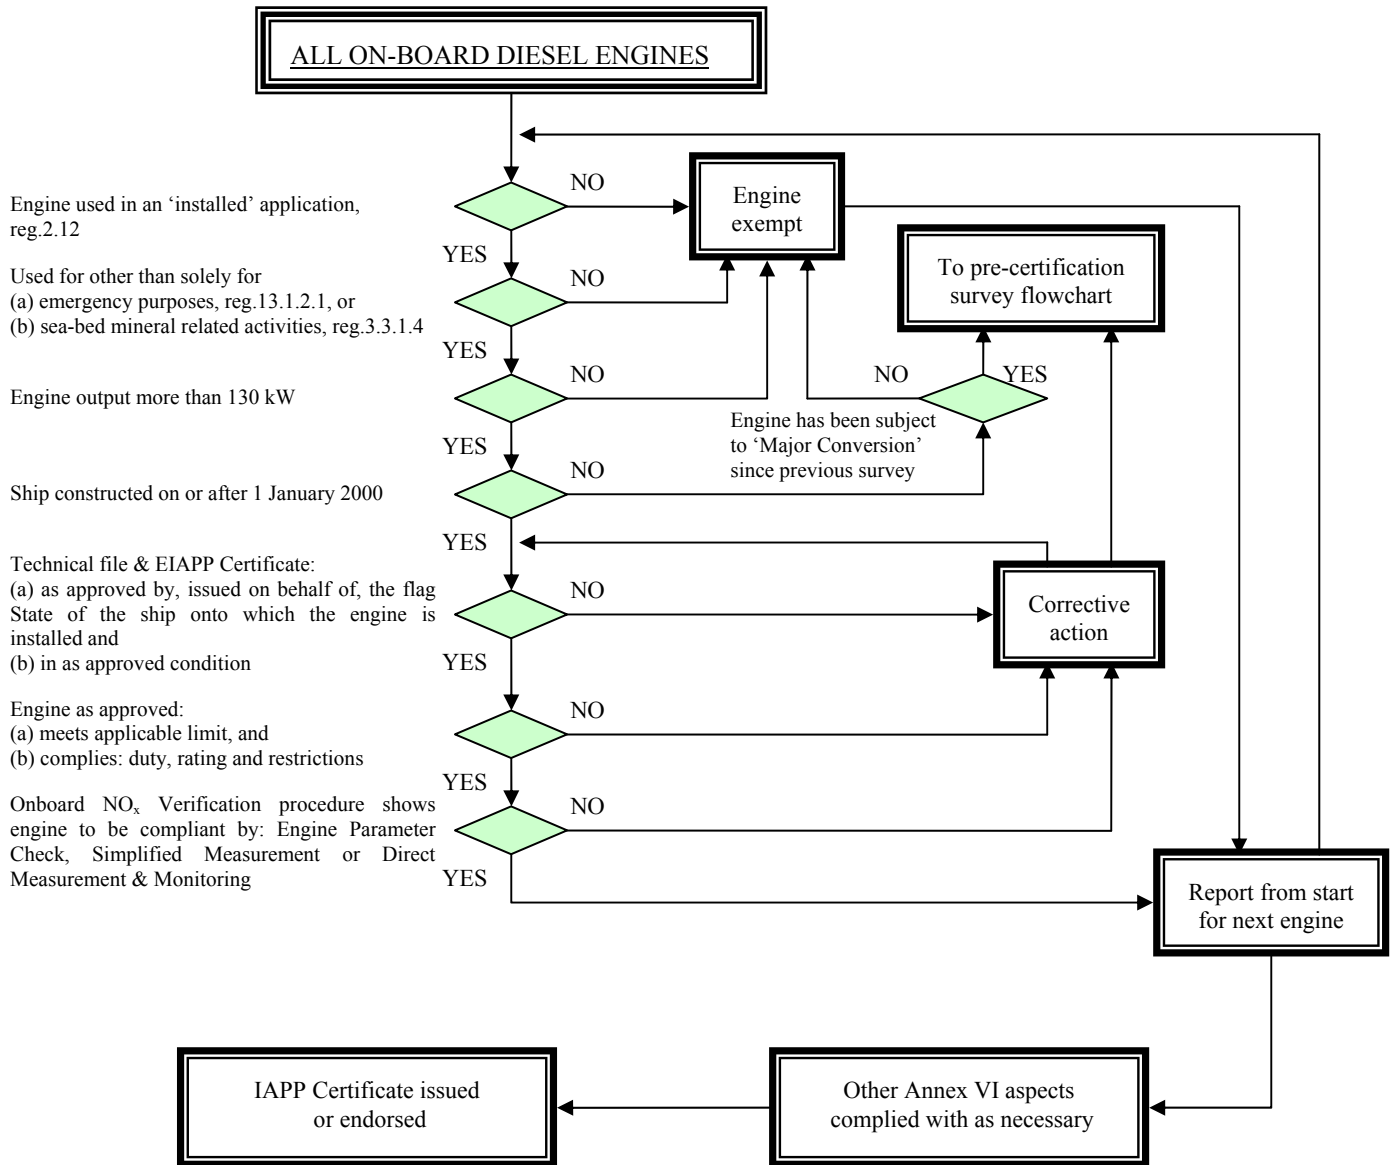 ALL ON-BOARD DIESEL ENGINES
Engine used in an ‘installed’ application,
reg.2.12
NO
YES
Engine
exempt
Used for other than solely for
(a) emergency purposes, reg.13.1.2.1, or
(b) sea-bed mineral related activities, reg.3.3.1.4
NO
YES
To pre-certification
survey flowchart
Engine output more than 130 kW
NO
YES
NO
YES
Engine has been subject
to ‘Major Conversion’
since previous survey
Ship constructed on or after 1 January 2000
NO
YES
Technical file & EIAPP Certificate:
(a) as approved by, issued on behalf of, the flag
State of the ship onto which the engine is
installed and
(b) in as approved condition
NO
YES
Corrective
action
Engine as approved:
(a) meets applicable limit, and
(b) complies: duty, rating and restrictions
NO
YES
Onboard NOx Verification procedure shows
engine to be compliant by: Engine Parameter
Check, Simplified Measurement or Direct
Measurement & Monitoring
NO
YES
Report from start
for next engine
IAPP Certificate issued
or endorsed
Other Annex VI aspects
complied with as necessary